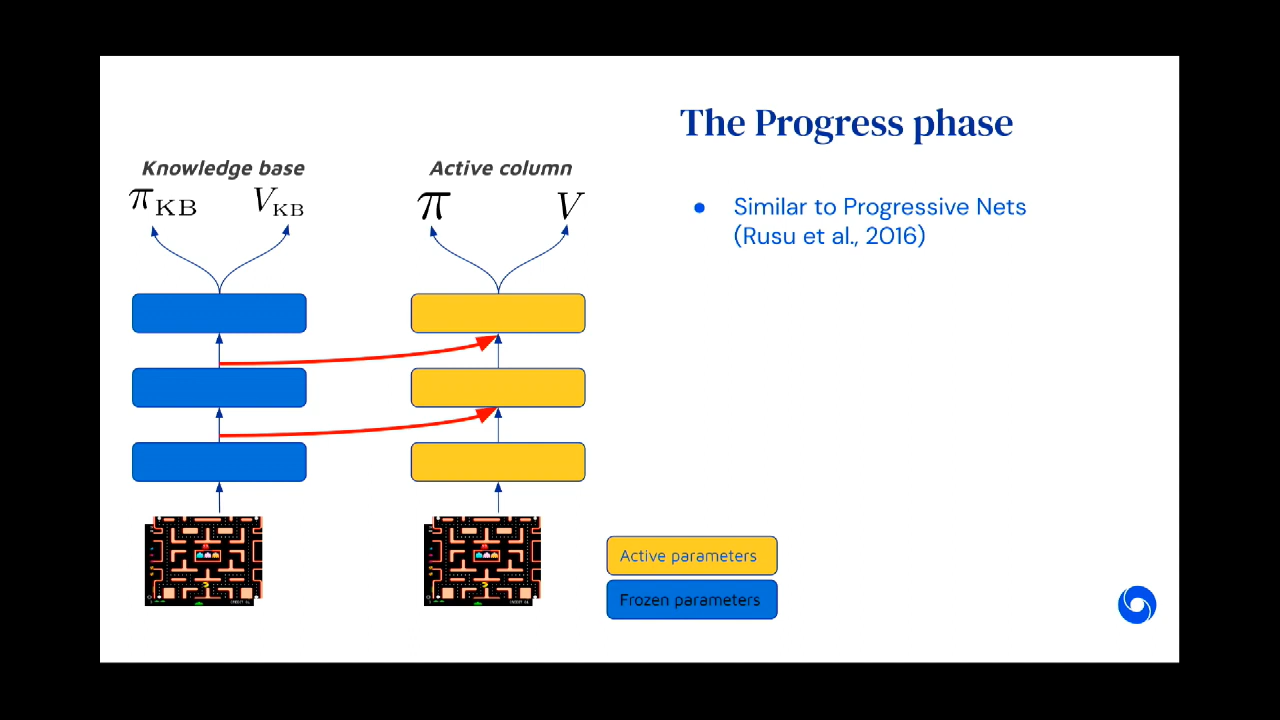 The Progress phase
Knowledge base
Active column
π_KB V_KB
π V
● Similar to Progressive Nets
(Rusu et al., 2016)
Active parameters
Frozen parameters